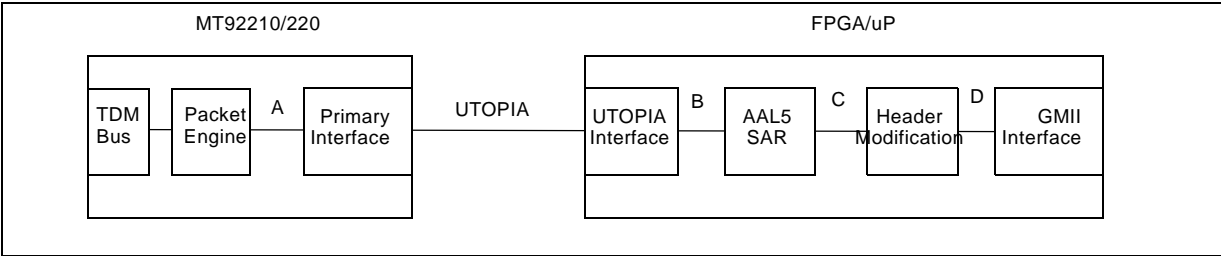 MT92210/220
FPGA/uP
TDM
Bus
Packet
Engine
A
Primary
Interface
UTOPIA
UTOPIA
Interface
B
AAL5
SAR
C
Header
Modification
D
GMII
Interface